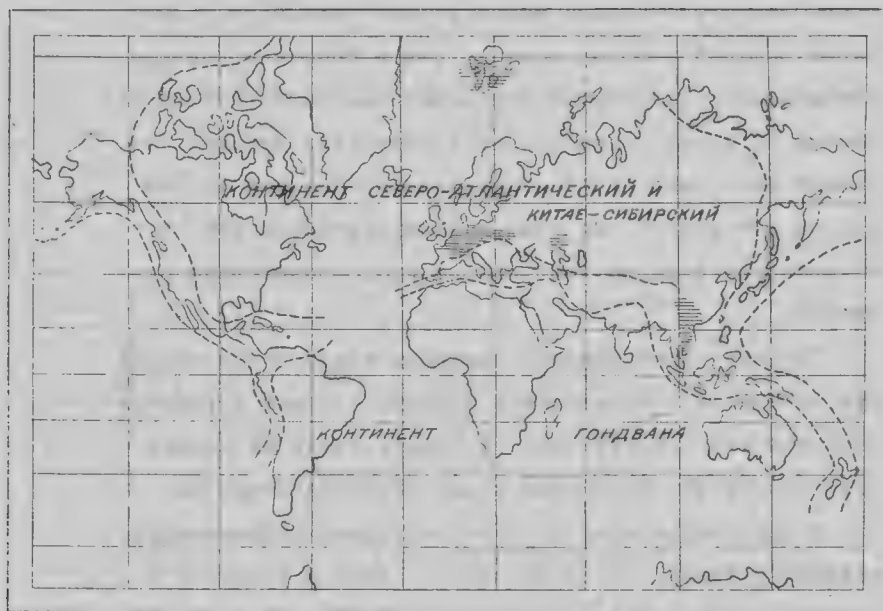 КОНТИНЕНТ СЕВЕРО-АТЛАНТИЧЕСКИЙ И
КИТАЕ-СИБИРСКИЙ
КОНТИНЕНТ ГОНДВАНА